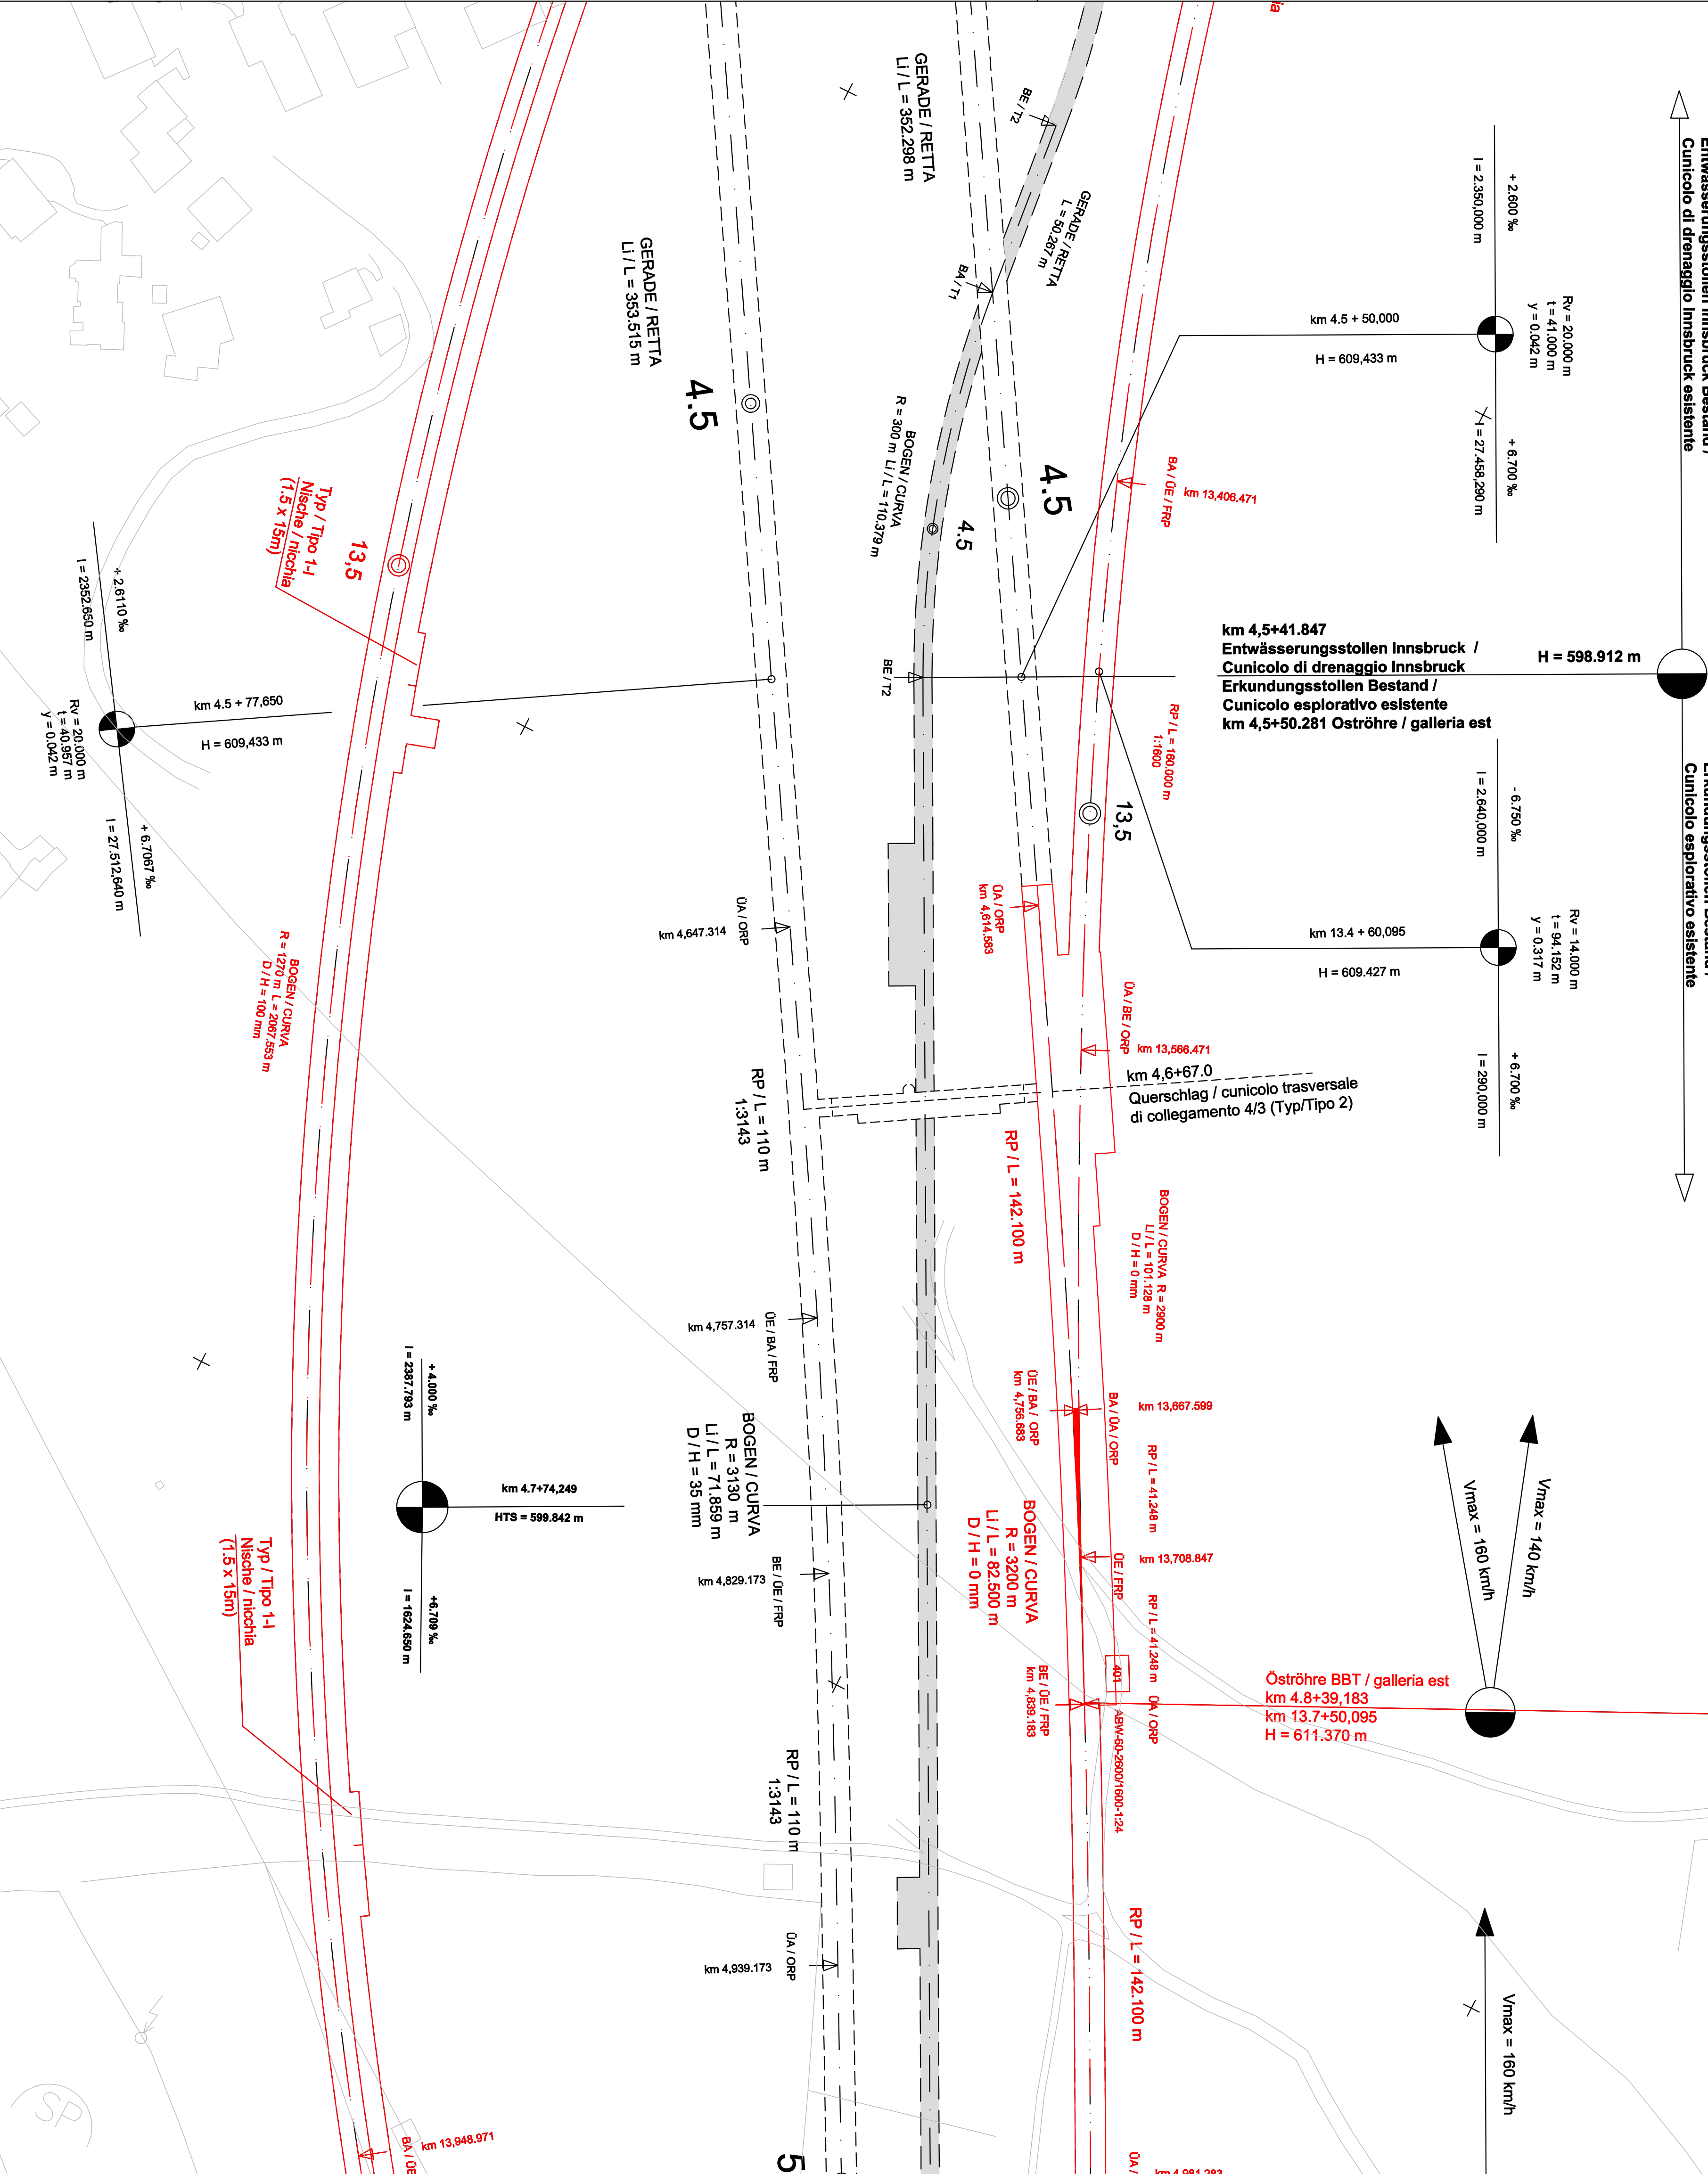 Cunicolo di drenaggio Innsbruck esistente
GERADE / RETTA
Li / L = 352.298 m
BE / T2
GERADE / RETTA
L = 50.267 m
BA / T1
GERADE / RETTA
Li / L = 353.515 m
4.5
BOGEN / CURVA
R = 300 m Li / L = 110.379 m
4.5
4.5
+ 2.600 ‰
l = 2.350,000 m
Rv = 20.000 m
t = 41.000 m
y = 0.042 m
km 4.5 + 50,000
H = 609,433 m
+ 6.700 ‰
l = 27.458,290 m
BA / ÜE / FRP
km 13,406.471
Typ / Tipo 1-I
Nische / nicchia
(1.5 x 15m)
13,5
km 4,5+41.847
Entwässerungsstollen Innsbruck /
Cunicolo di drenaggio Innsbruck
Erkundungsstollen Bestand /
Cunicolo esplorativo esistente
km 4,5+50.281 Oströhre / galleria est
H = 598.912 m
BE / T2
+ 2.6110 ‰
l = 2352.650 m
km 4.5 + 77,650
H = 609,433 m
Rv = 20.000 m
t = 40.957 m
y = 0.042 m
+ 6.7067 ‰
l = 27.512,640 m
RP / L = 160.000 m
1:1600
13,5
- 6.750 ‰
l = 2.640,000 m
Cunicolo esplorativo esistente
Rv = 14.000 m
t = 94.152 m
y = 0.317 m
km 13.4 + 60,095
H = 609.427 m
+ 6.700 ‰
l = 290,000 m
ÜA / ORP
km 4,647.314
ÜA / ORP
km 4,614.583
BOGEN / CURVA
R = 1270 m L = 2067.553 m
D / H = 100 mm
ÜA / BE / ORP
km 13,566.471
km 4,6+67.0
Querschlag / cunicolo trasversale
di collegamento 4/3 (Typ/Tipo 2)
RP / L = 110 m
1:3143
RP / L = 142.100 m
BOGEN / CURVA R = 2900 m
Li / L = 101.128 m
D / H = 0 mm
km 4,757.314
ÜE / BA / FRP
ÜE / BA / ORP
km 4,756.683
BA / ÜA / ORP
km 13,667.599
+ 4.000 ‰
l = 2387.793 m
km 4.7+74,249
HTS = 599.842 m
+6.709 ‰
l = 1624.650 m
BOGEN / CURVA
R = 3130 m
Li / L = 71.859 m
D / H = 35 mm
RP / L = 41.248 m
BOGEN / CURVA
R = 3200 m
Li / L = 82.500 m
D / H = 0 mm
Vmax = 160 km/h
Vmax = 140 km/h
km 13,708.847
ÜE / FRP
RP / L = 41.248 m
km 4,829.173
BE / ÜE / FRP
Typ / Tipo 1-I
Nische / nicchia
(1.5 x 15m)
401
BE / ÜE / FRP
km 4,839.183
ÜA / ORP
ABW-60-2600/1600-1:24
Öströhre BBT / galleria est
km 4.8+39,183
km 13.7+50,095
H = 611.370 m
RP / L = 110 m
1:3143
RP / L = 142.100 m
km 4,939.173
ÜA / ORP
Vmax = 160 km/h
SP
km 13,948.971
5
km 4,981.283